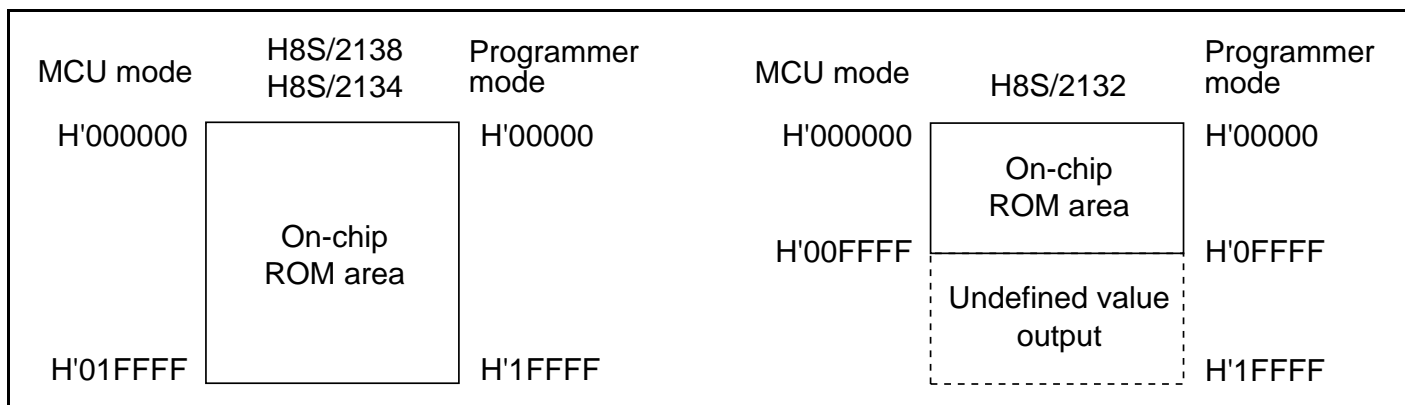 H8S/2138
H8S/2134
MCU mode
Programmer
mode
H'000000
H'00000
On-chip
ROM area
H'01FFFF
H'1FFFF
MCU mode
H8S/2132
Programmer
mode
H'000000
H'00000
On-chip
ROM area
H'00FFFF
H'0FFFF
Undefined value
output
H'1FFFF